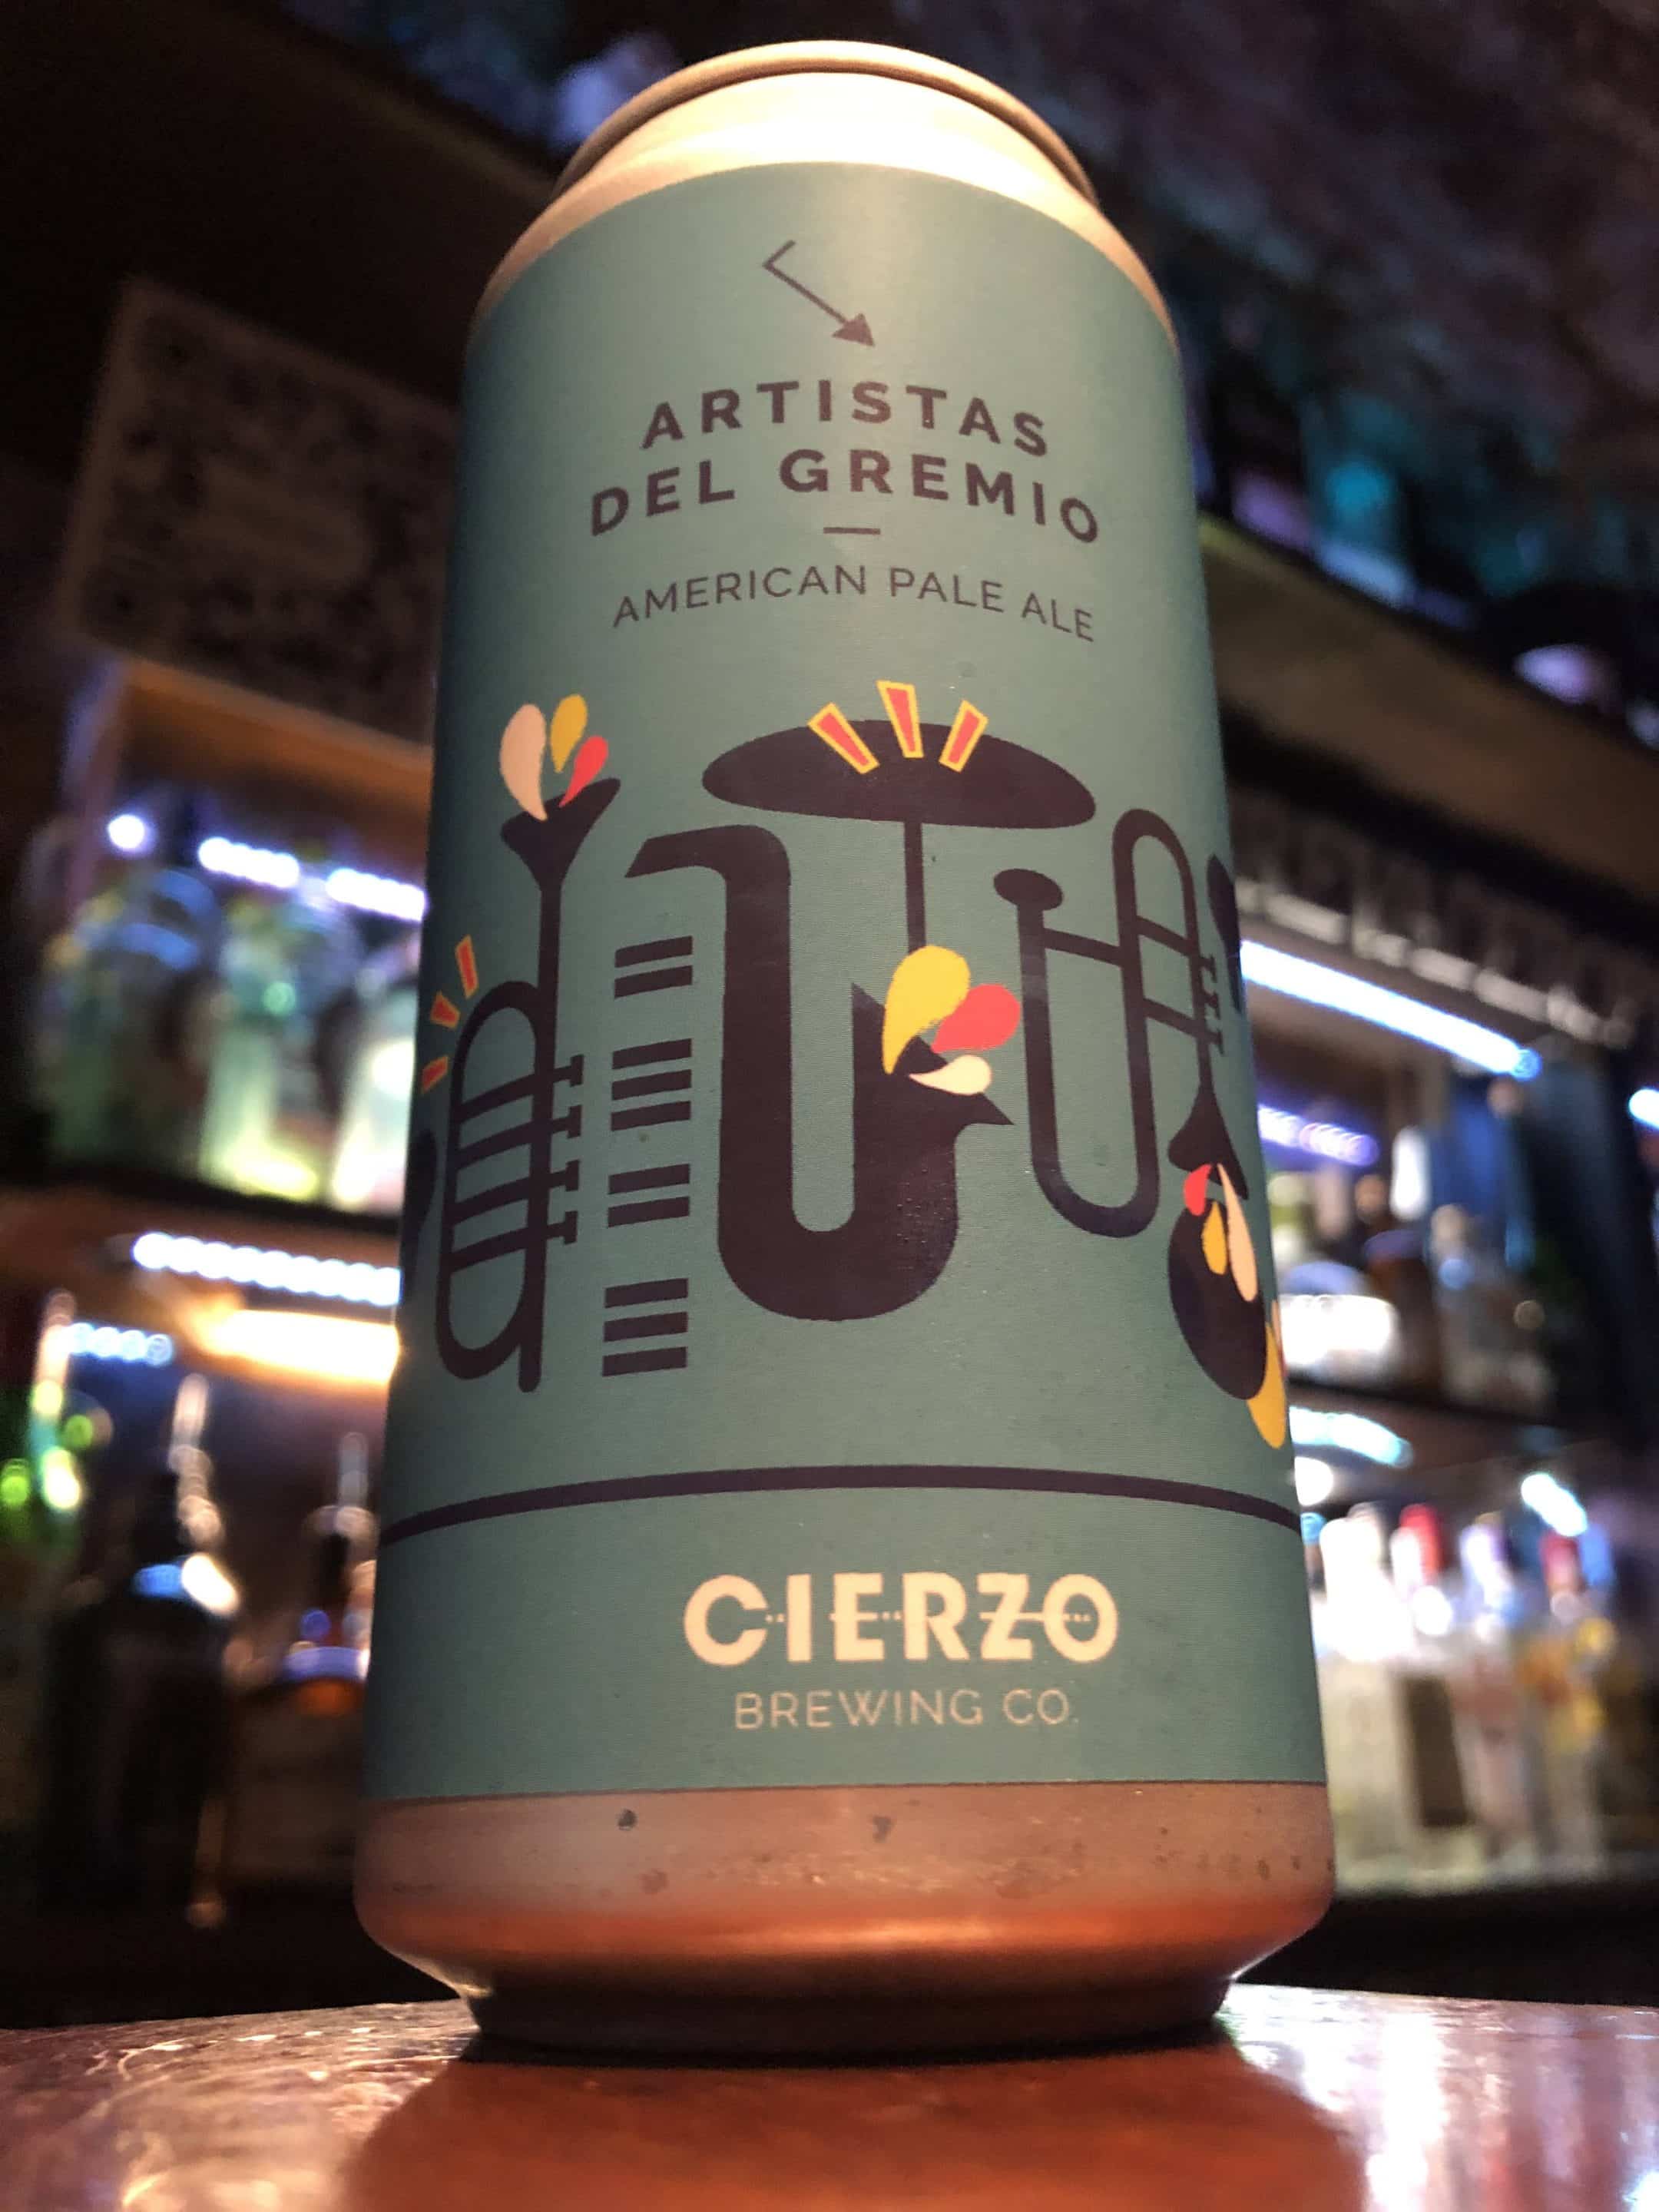 ARTISTAS
DEL GREMIO
AMERICAN PALE ALE
CIERZO
BREWING CO.